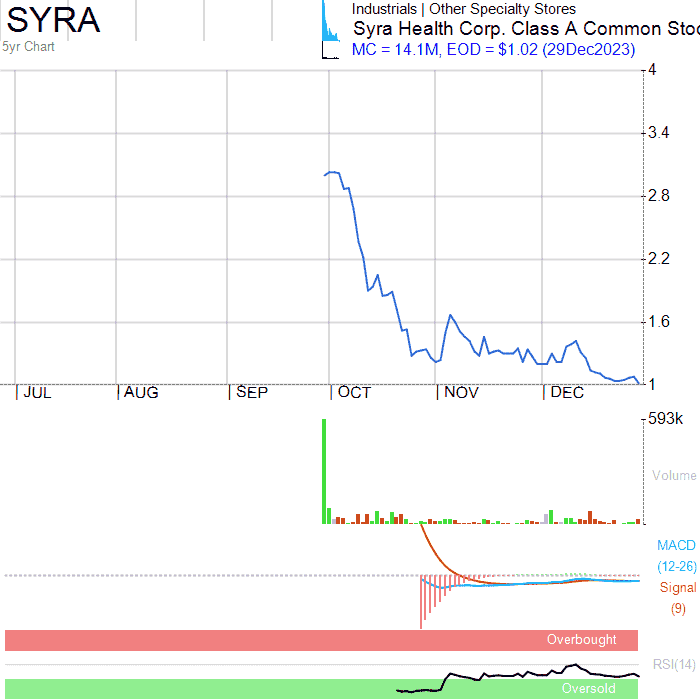 SYRA
5yr Chart
Industrials | Other Specialty Stores
Syra Health Corp. Class A Common Stoc
MC = 14.1M, EOD = $1.02 (29Dec2023)
4
3.4
2.8
2.2
1.6
1
JUL AUG SEP OCT NOV DEC
593k
Volume
MACD
(12-26)
Signal
(9)
Overbought
RSI(14)
Oversold